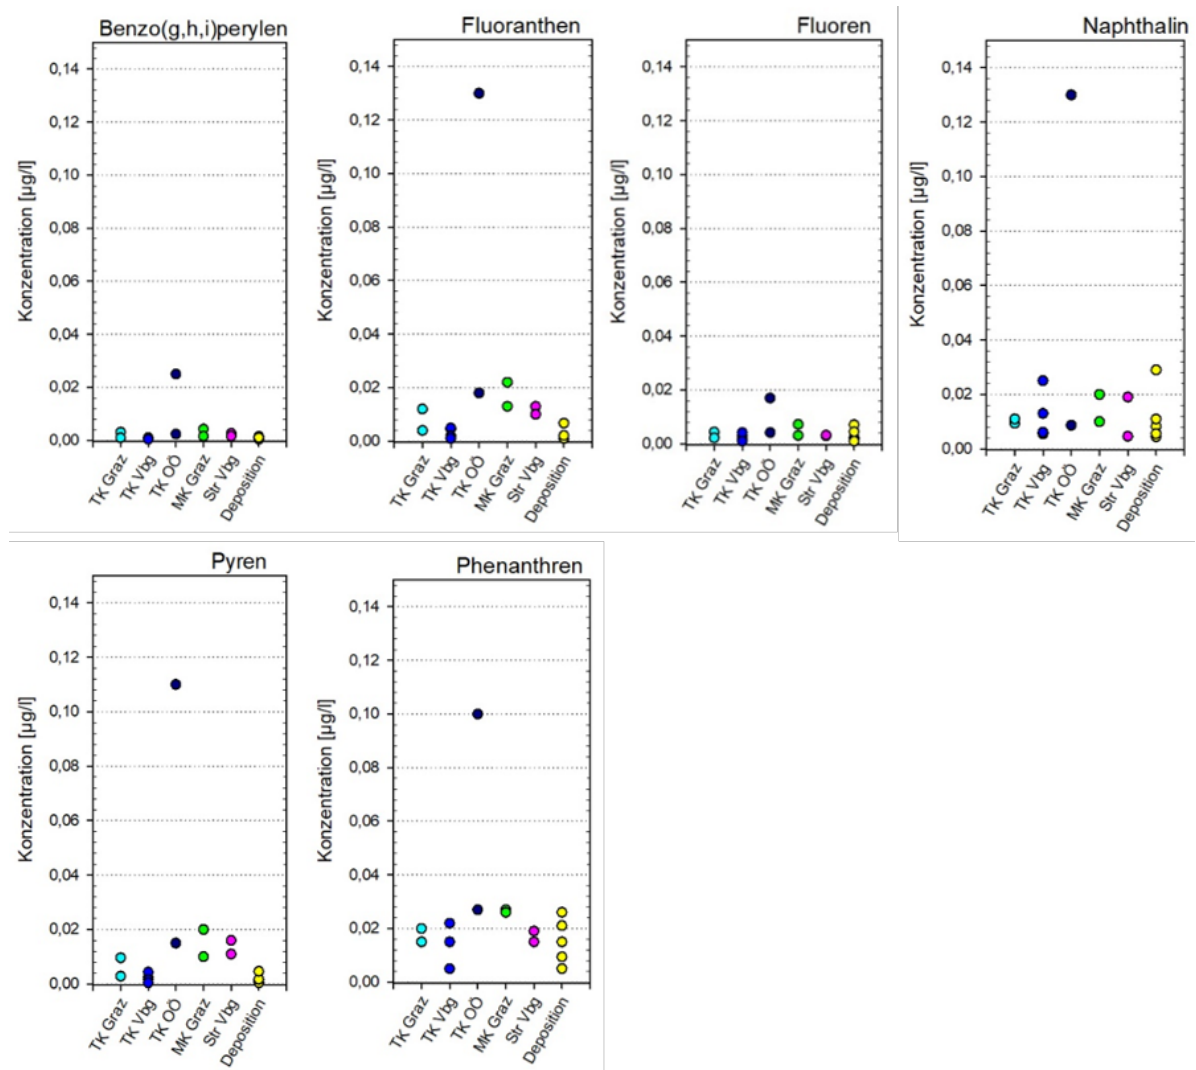 Benzo(g,h,i)perylen
Konzentration [µg/l]
0,14
0,12
0,10
0,08
0,06
0,04
0,02
0,00
TK Graz
TK Vbg
TK OÖ
MK Graz
Str Vbg
Deposition
Fluoranthen
Konzentration [µg/l]
0,14
0,12
0,10
0,08
0,06
0,04
0,02
0,00
TK Graz
TK Vbg
TK OÖ
MK Graz
Str Vbg
Deposition
Fluoren
Konzentration [µg/l]
0,14
0,12
0,10
0,08
0,06
0,04
0,02
0,00
TK Graz
TK Vbg
TK OÖ
MK Graz
Str Vbg
Deposition
Naphthalin
Konzentration [µg/l]
0,14
0,12
0,10
0,08
0,06
0,04
0,02
0,00
TK Graz
TK Vbg
TK OÖ
MK Graz
Str Vbg
Deposition
Pyren
Konzentration [µg/l]
0,14
0,12
0,10
0,08
0,06
0,04
0,02
0,00
TK Graz
TK Vbg
TK OÖ
MK Graz
Str Vbg
Deposition
Phenanthren
Konzentration [µg/l]
0,14
0,12
0,10
0,08
0,06
0,04
0,02
0,00
TK Graz
TK Vbg
TK OÖ
MK Graz
Str Vbg
Deposition